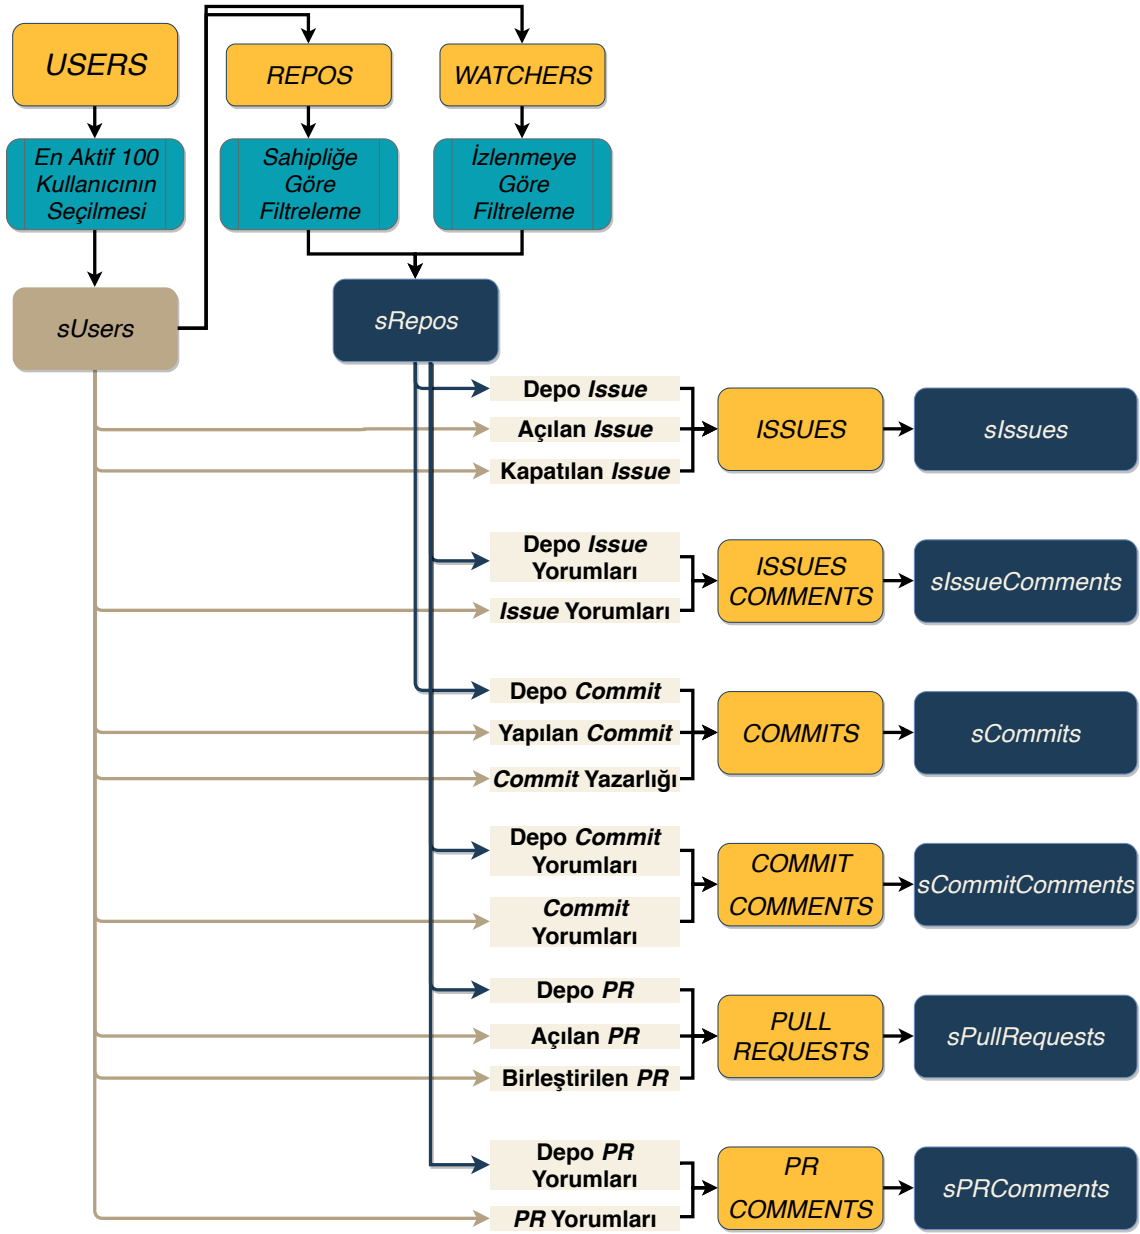 USERS
REPOS
WATCHERS
En Aktif 100
Kullanıcının
Seçilmesi
Sahipliğe
Göre
Filtreleme
İzlenmeye
Göre
Filtreleme
sUsers
sRepos
Depo Issue
Açılan Issue
Kapatılan Issue
ISSUES
sIssues
Depo Issue
Yorumları
Issue Yorumları
ISSUES
COMMENTS
sIssueComments
Depo Commit
Yapılan Commit
Commit Yazarlığı
COMMITS
sCommits
Depo Commit
Yorumları
Commit
Yorumları
COMMIT
COMMENTS
sCommitComments
Depo PR
Açılan PR
Birleştirilen PR
PULL
REQUESTS
sPullRequests
Depo PR
Yorumları
PR Yorumları
PR
COMMENTS
sPRComments